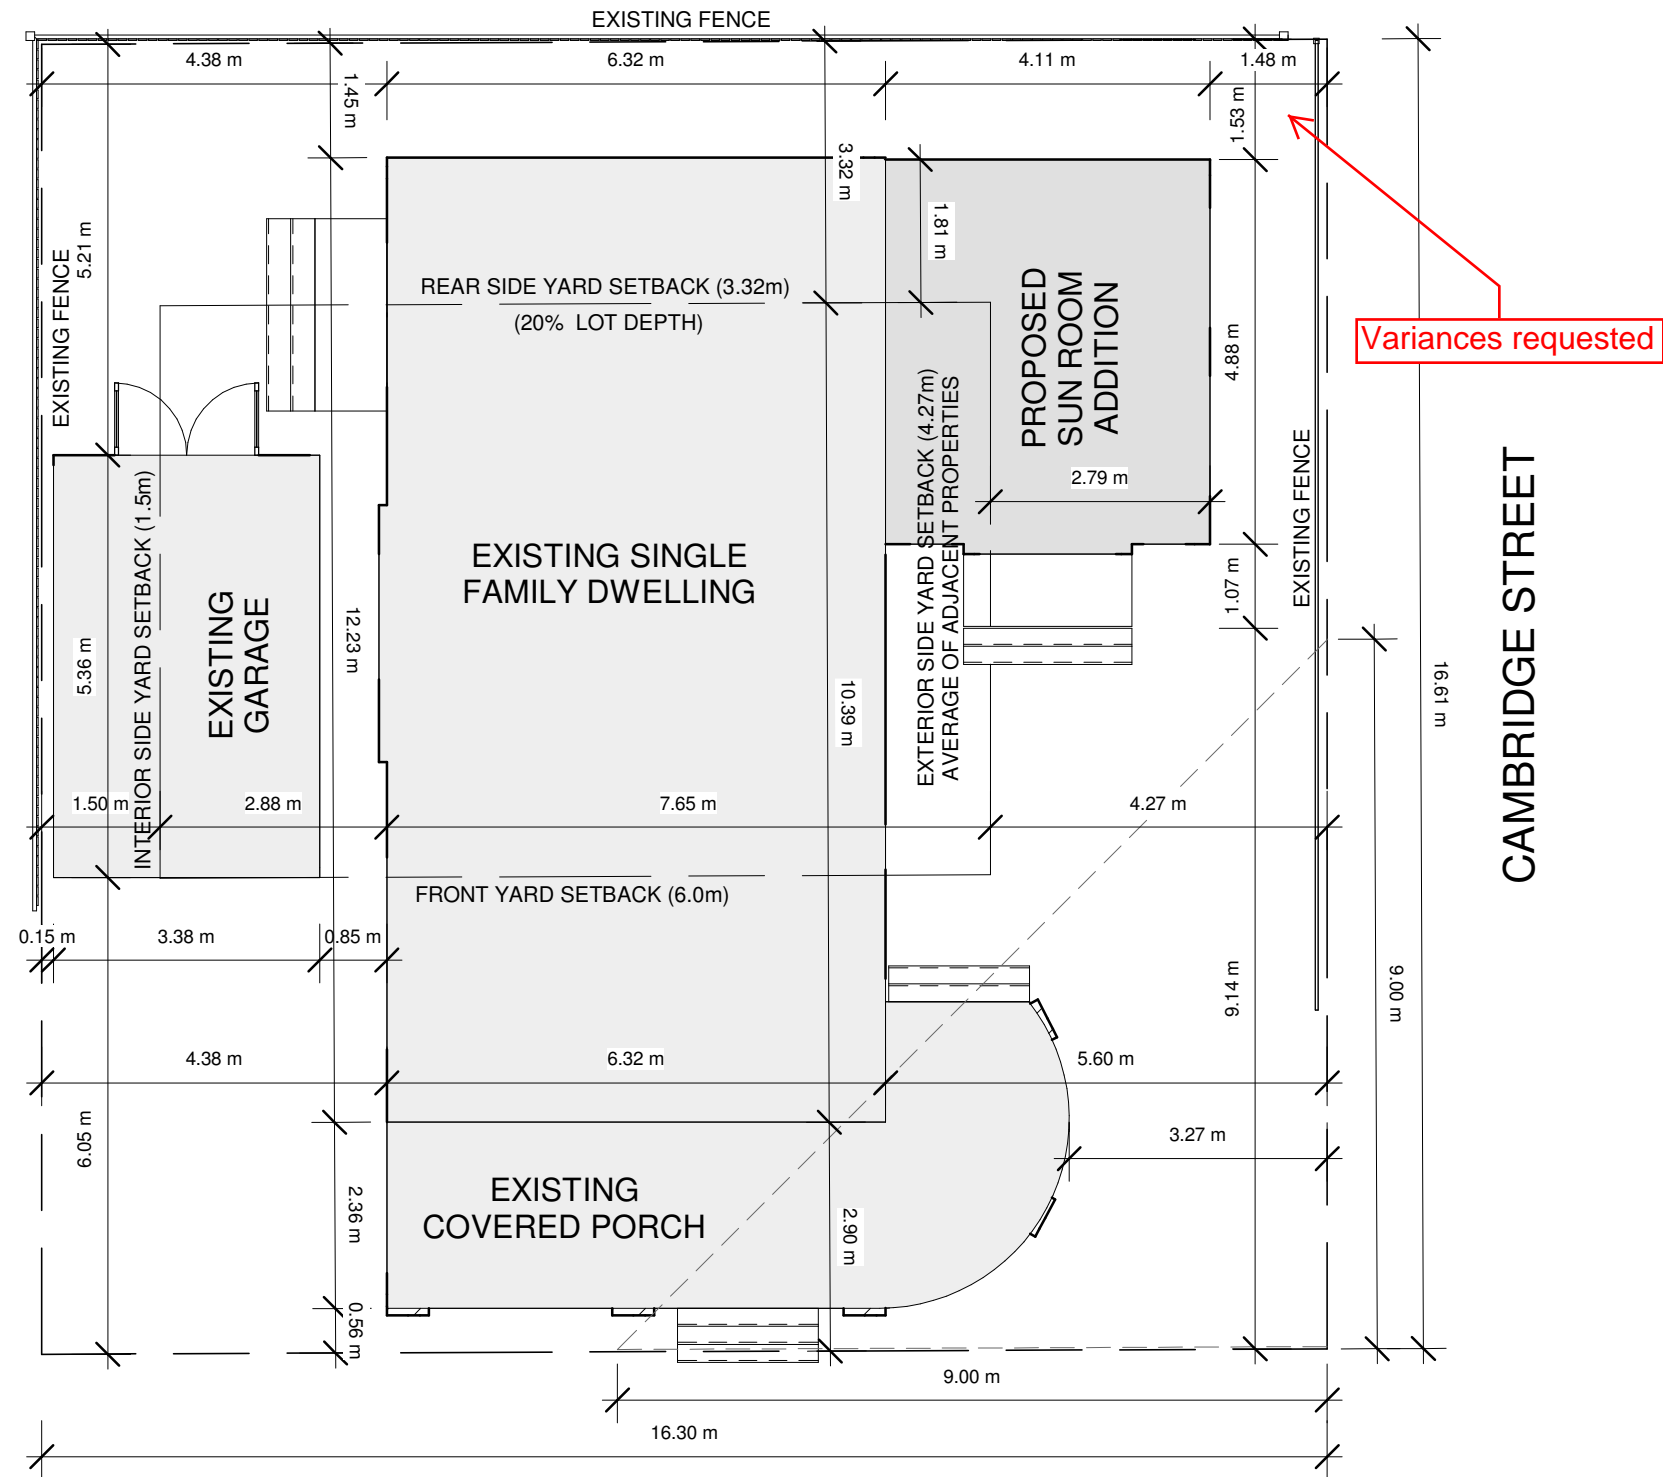 EXISTING FENCE
4.38 m
6.32 m
4.11 m
1.48 m
1.45 m
1.53 m
3.32 m
1.81 m
5.21 m
EXISTING FENCE
REAR SIDE YARD SETBACK (3.32m)
(20% LOT DEPTH)
PROPOSED
SUN ROOM
ADDITION
4.88 m
Variances requested
EXTERIOR SIDE YARD SETBACK (4.27m)
AVERAGE OF ADJACENT PROPERTIES
2.79 m
EXISTING FENCE
CAMBRIDGE STREET
INTERIOR SIDE YARD SETBACK (1.5m)
EXISTING
GARAGE
5.36 m
EXISTING SINGLE
FAMILY DWELLING
12.23 m
10.39 m
1.07 m
16.61 m
1.50 m
2.88 m
7.65 m
4.27 m
FRONT YARD SETBACK (6.0m)
0.15 m
3.38 m
0.85 m
9.14 m
9.00 m
4.38 m
6.32 m
5.60 m
6.05 m
3.27 m
2.36 m
EXISTING
COVERED PORCH
2.90 m
0.56 m
9.00 m
16.30 m